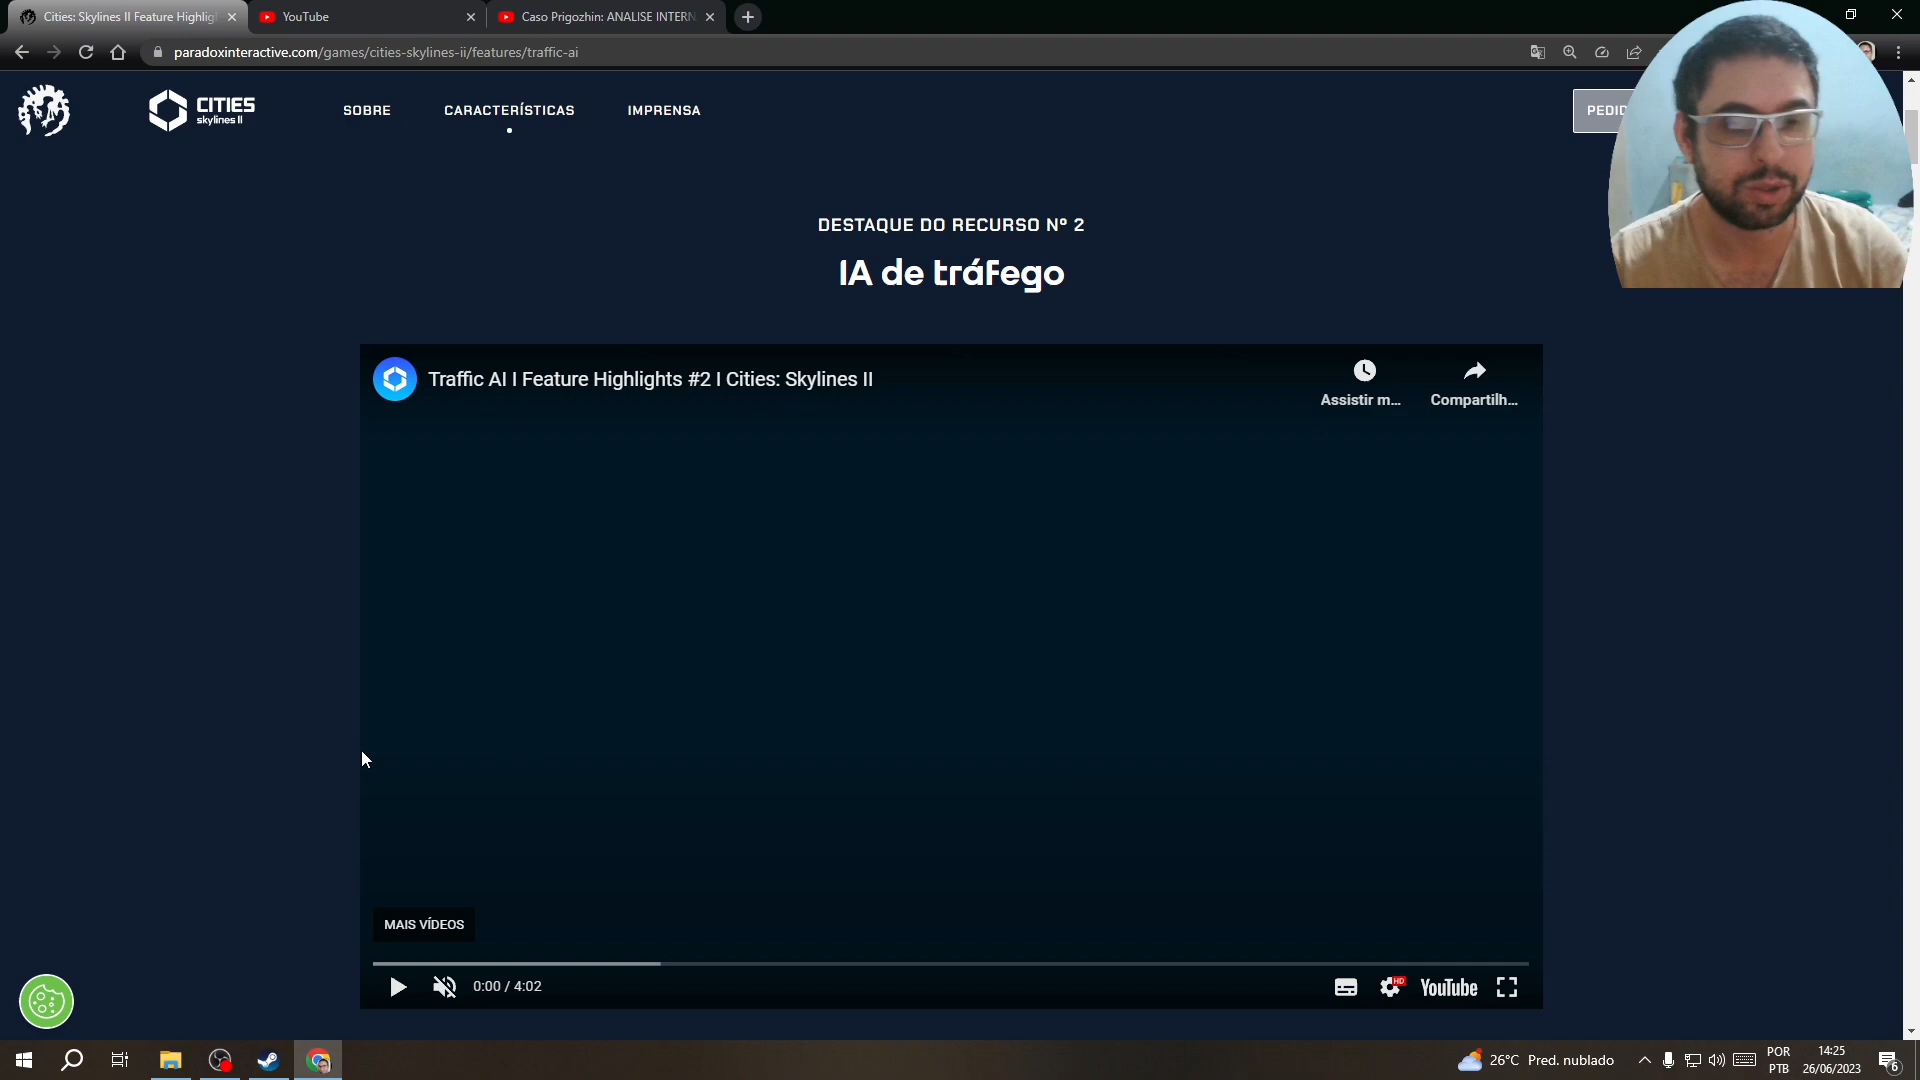 Cities: Skylines II Feature Highlig
YouTube
Caso Prigozhin: ANALISE INTERN
paradoxinteractive.com/games/cities-skylines-ii/features/traffic-ai
CITIES
skylines II
SOBRE
CARACTERÍSTICAS
IMPRENSA
DESTAQUE DO RECURSO Nº 2
IA de tráfego
Traffic AI I Feature Highlights #2 I Cities: Skylines II
Assistir m...
Compartilh...
MAIS VÍDEOS
0:00 / 4:02
HD
YouTube
26°C Pred. nublado
POR
PTB
14:25
26/06/2023
6